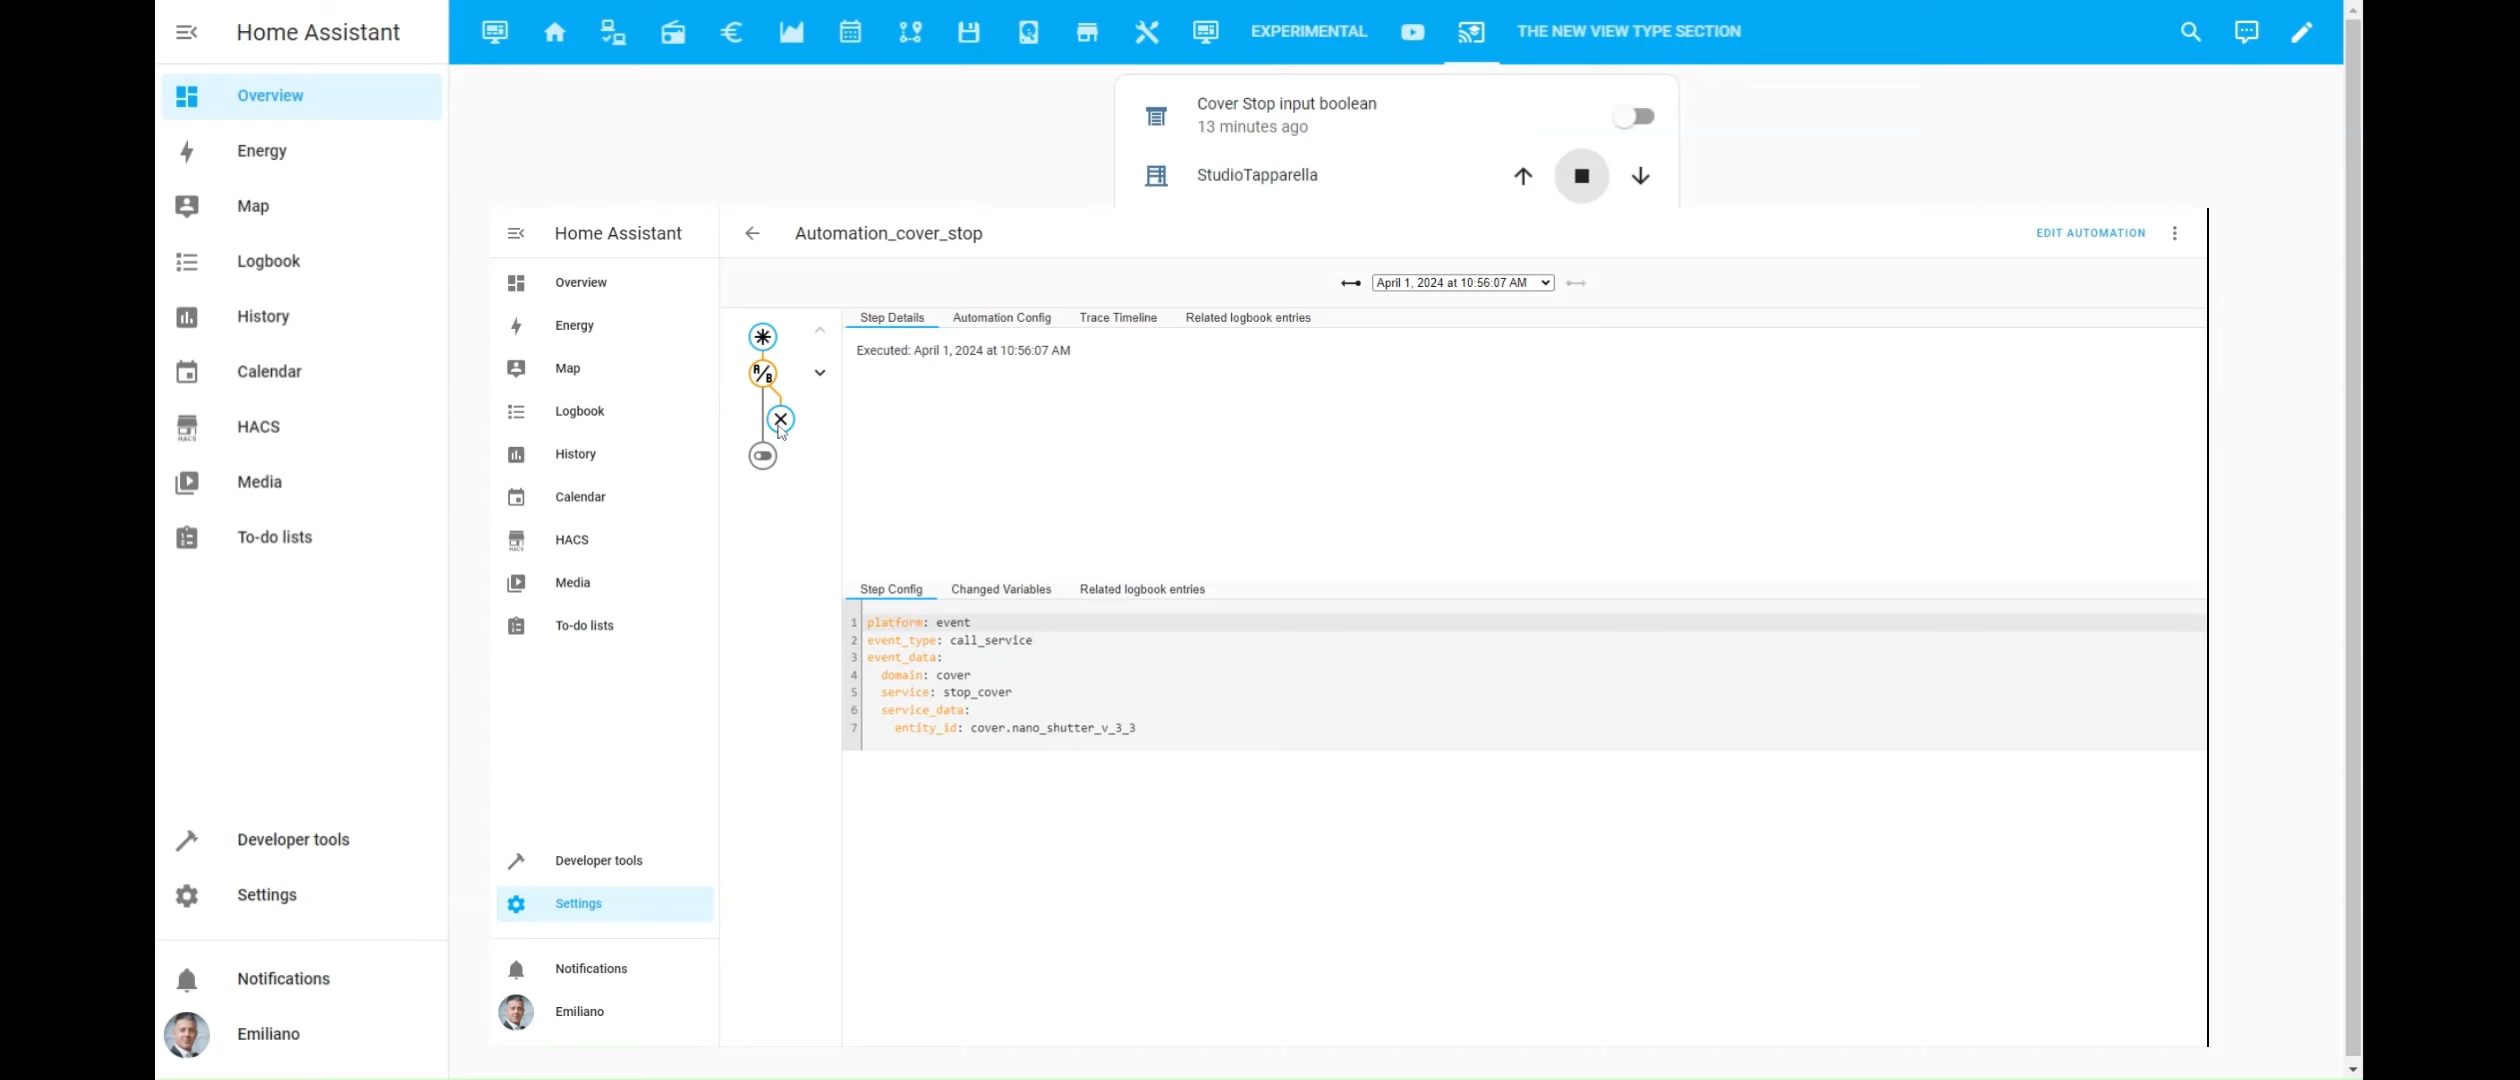 Home Assistant
EXPERIMENTAL
THE NEW VIEW TYPE SECTION
Overview
Energy
Map
Logbook
History
Calendar
HACS
HACS
Media
To-do lists
Developer tools
Settings
Notifications
Emiliano
Cover Stop input boolean
13 minutes ago
StudioTapparella
Home Assistant
Overview
Energy
Map
Logbook
History
Calendar
HACS
HACS
Media
To-do lists
Developer tools
Settings
Notifications
Emiliano
Automation_cover_stop
EDIT AUTOMATION
April 1, 2024 at 10:56:07 AM
A/B
Step Details
Automation Config
Trace Timeline
Related logbook entries
Executed: April 1, 2024 at 10:56:07 AM
Step Config
Changed Variables
Related logbook entries
1 platform: event
2 event_type: call_service
3 event_data:
4 domain: cover
5 service: stop_cover
6 service_data:
7 entity_id: cover.nano_shutter_v_3_3